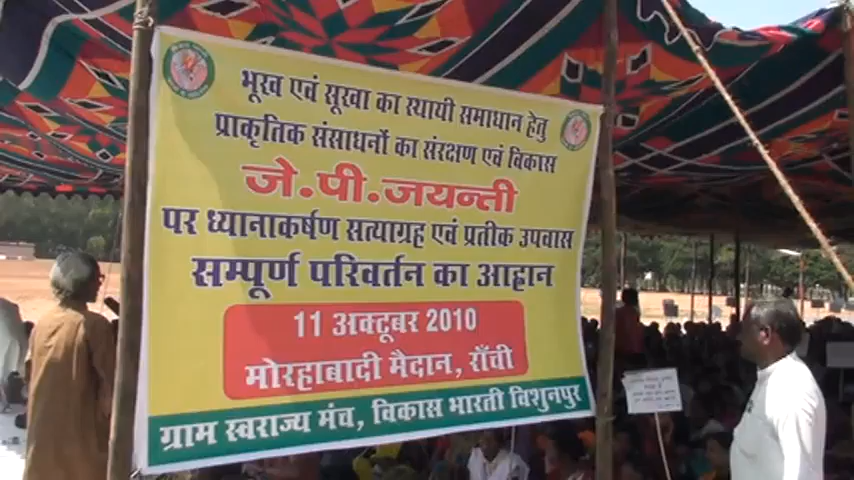 भूख एवं सूखा का स्थायी समाधान हेतु
प्राकृतिक संसाधनों का संरक्षण एवं विकास
जे.पी.जयन्ती
पर ध्यानाकर्षण सत्याग्रह एवं प्रतीक उपवास
सम्पूर्ण परिवर्तन का आह्वान
11 अक्टूबर 2010
मोरहाबादी मैदान, राँची
ग्राम स्वराज्य मंच, विकास भारती बिशुनपुर